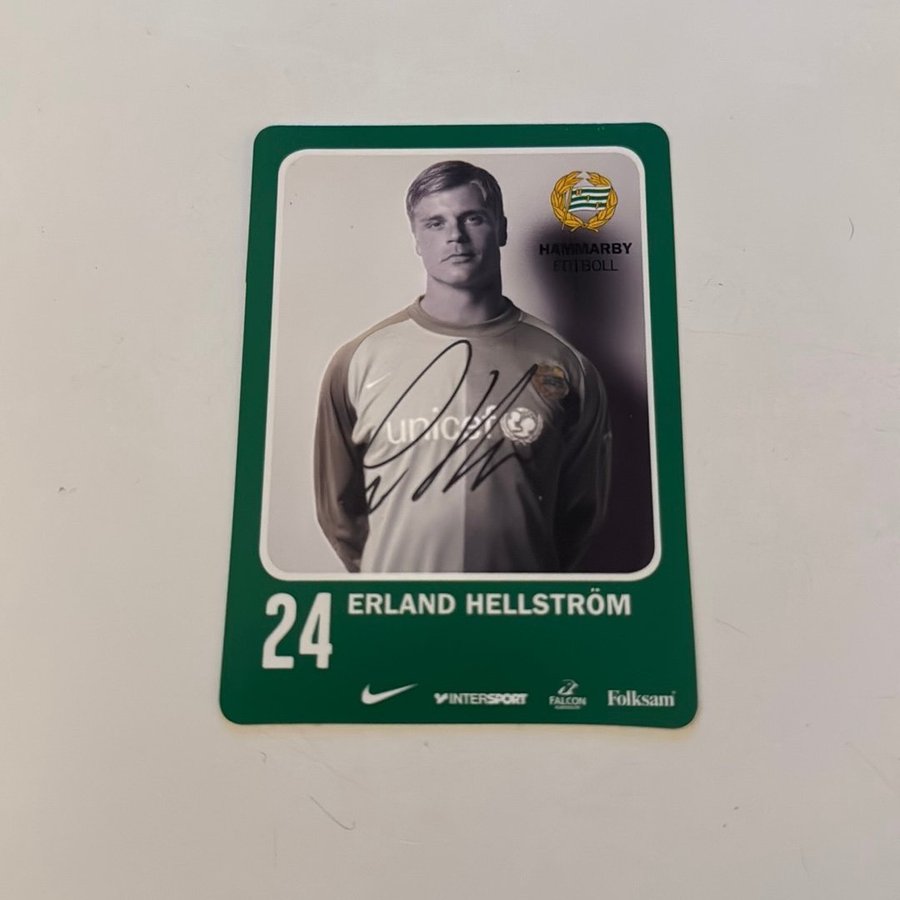 HAMMARBY
FOTBOLL
unicef
24
ERLAND HELLSTRÖM
INTERSPORT
FALCON
Folksam